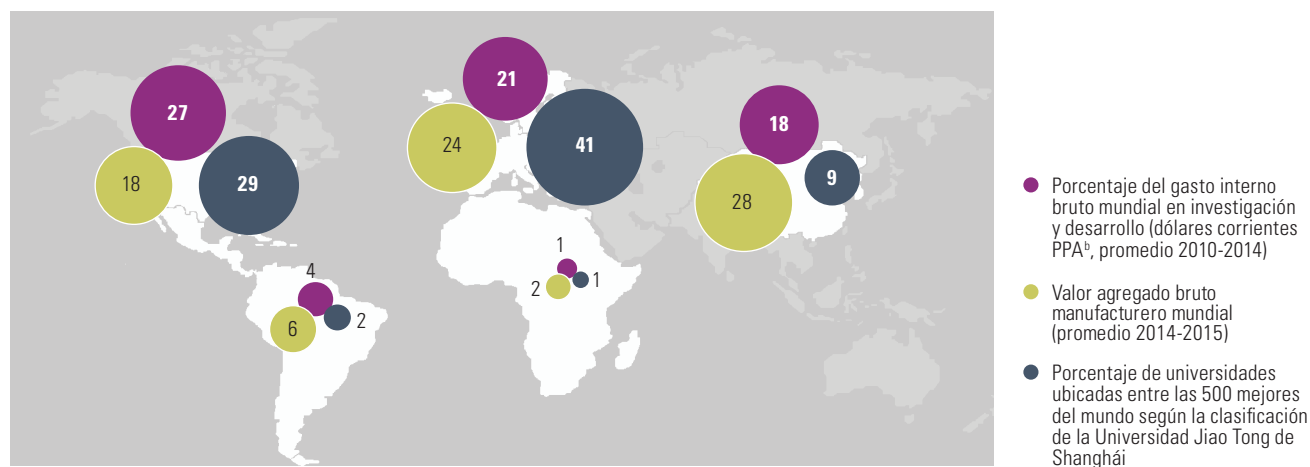 27
18
29
21
24
41
18
28
9
4
6
2
1
2
1
Porcentaje del gasto interno
bruto mundial en investigación
y desarrollo (dólares corrientes
PPAᵇ, promedio 2010-2014)
Valor agregado bruto
manufacturero mundial
(promedio 2014-2015)
Porcentaje de universidades
ubicadas entre las 500 mejores
del mundo según la clasificación
de la Universidad Jiao Tong de
Shanghái